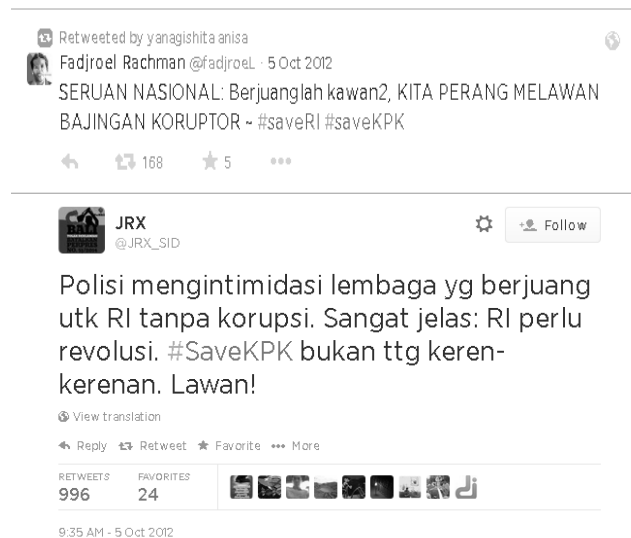 Retweeted by yanagishita anisa
Fadjroel Rachman @fadjroeL · 5 Oct 2012
SERUAN NASIONAL: Berjuanglah kawan2, KITA PERANG MELAWAN
BAJINGAN KORUPTOR ~ #saveRI #saveKPK
168 5
JRX
@JRX_SID
Follow
Polisi mengintimidasi lembaga yg berjuang
utk RI tanpa korupsi. Sangat jelas: RI perlu
revolusi. #SaveKPK bukan ttg keren-
kerenan. Lawan!
View translation
Reply Retweet Favorite More
RETWEETS FAVORITES
996 24
9:35 AM - 5 Oct 2012
BALI